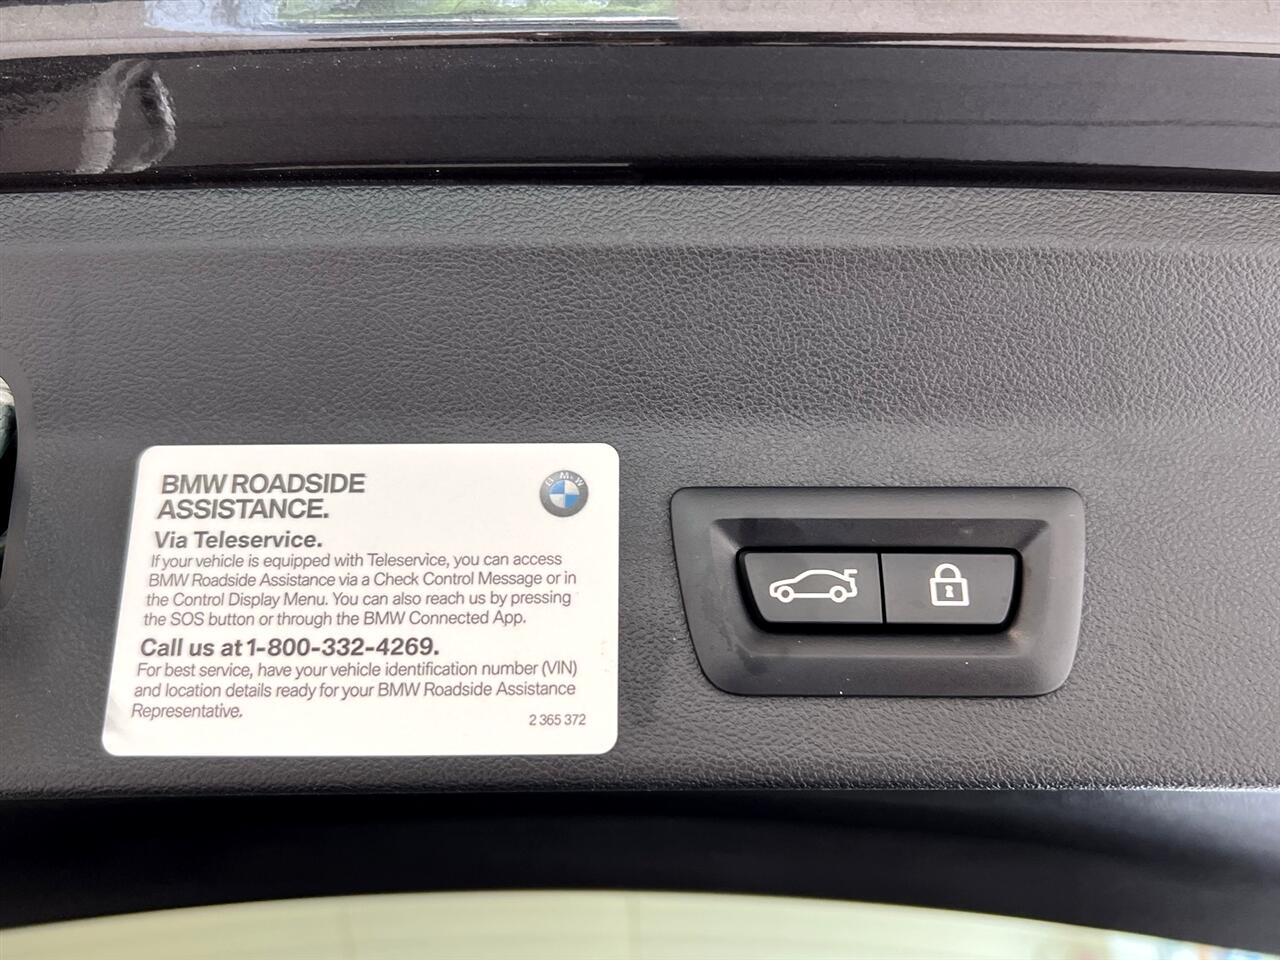 BMW ROADSIDE
ASSISTANCE.
BMW
Via Teleservice.
If your vehicle is equipped with Teleservice, you can access
BMW Roadside Assistance via a Check Control Message or in
the Control Display Menu. You can also reach us by pressing
the SOS button or through the BMW Connected App.
Call us at 1-800-332-4269.
For best service, have your vehicle identification number (VIN)
and location details ready for your BMW Roadside Assistance
Representative.
2 365 372